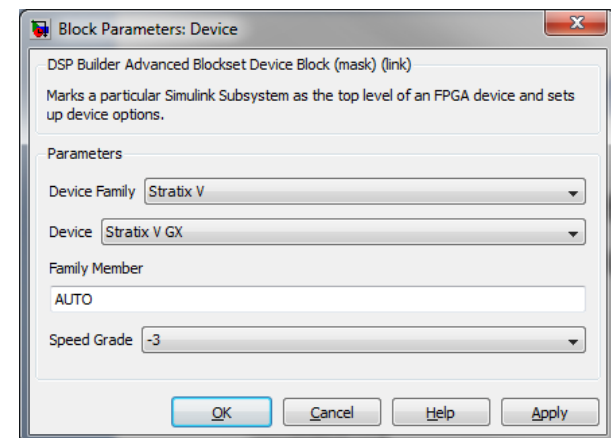 Block Parameters: Device
DSP Builder Advanced Blockset Device Block (mask) (link)
Marks a particular Simulink Subsystem as the top level of an FPGA device and sets
up device options.
Parameters
Device Family Stratix V
Device Stratix V GX
Family Member
AUTO
Speed Grade -3
OK Cancel Help Apply